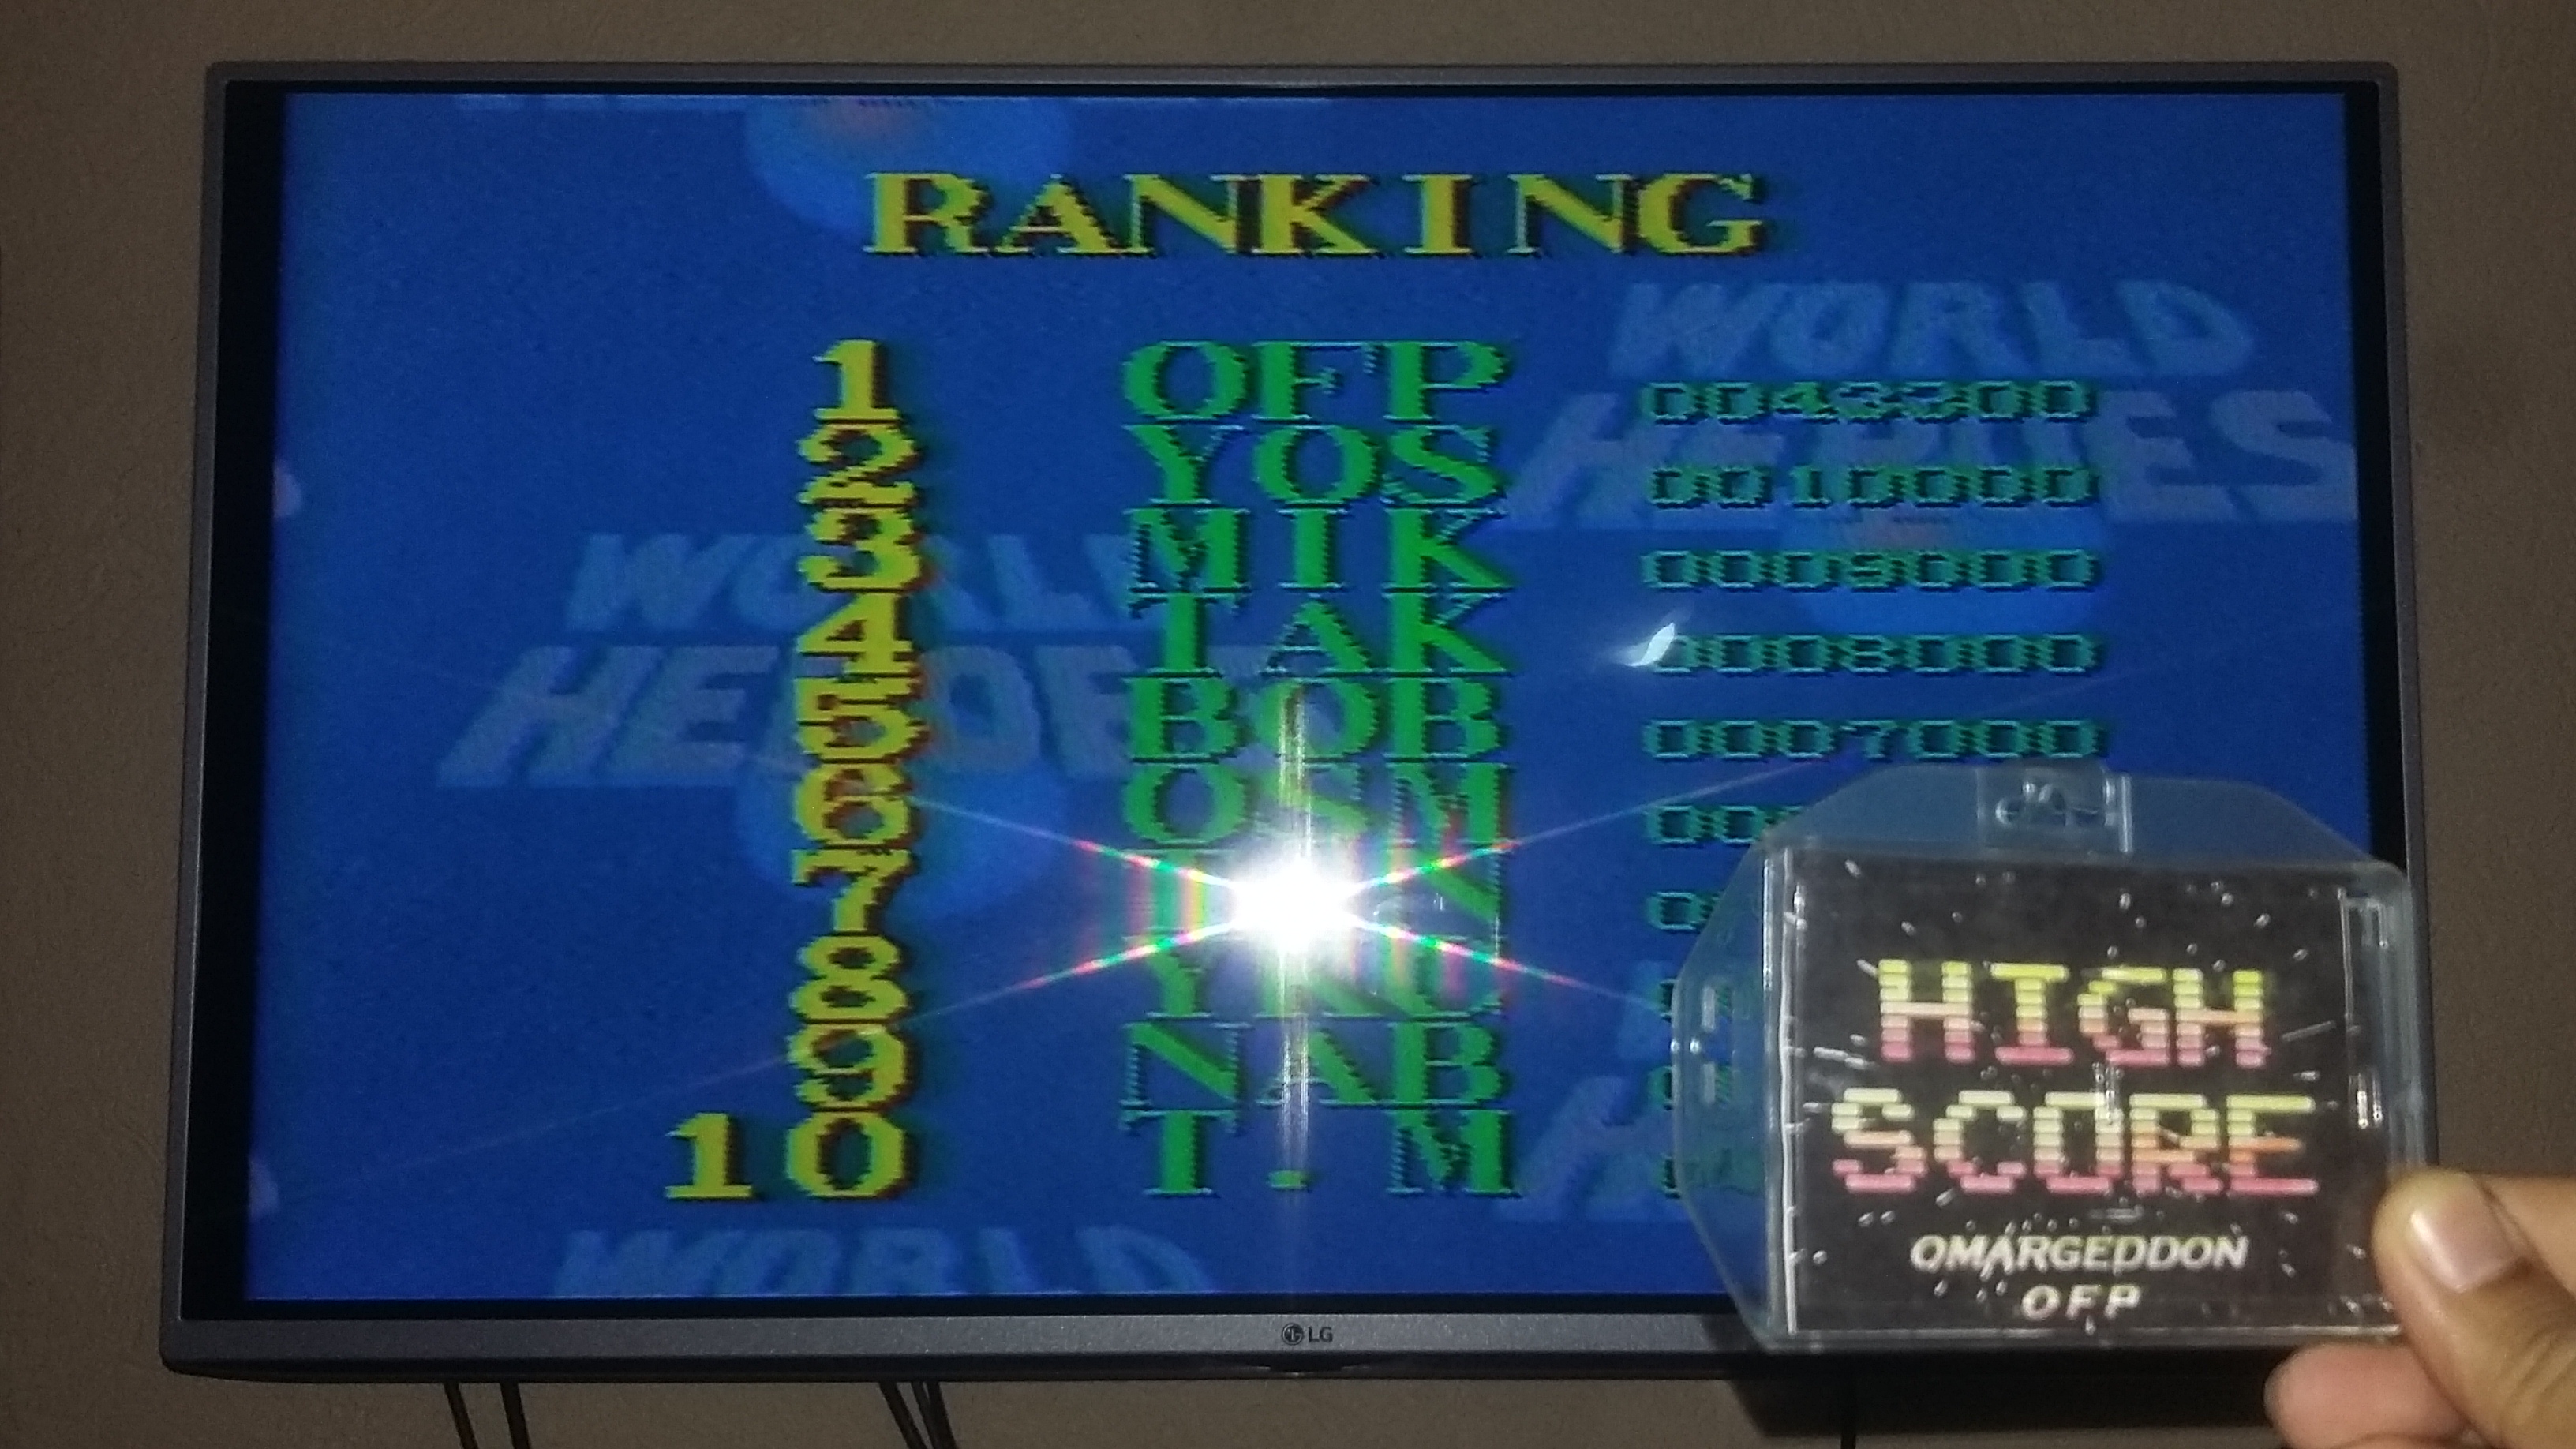 RANKING
WORLD
HEROES
1 OFP 0043300
2 YOS 0010000
3 MIK 0009000
WORLD
HEROES
4 TAK 0008000
5 BOB 0007000
6 OSM
7
8
9 NAB
10 T.M
WORLD
HIGH
SCORE
OMARGEDDON
OFP
LG